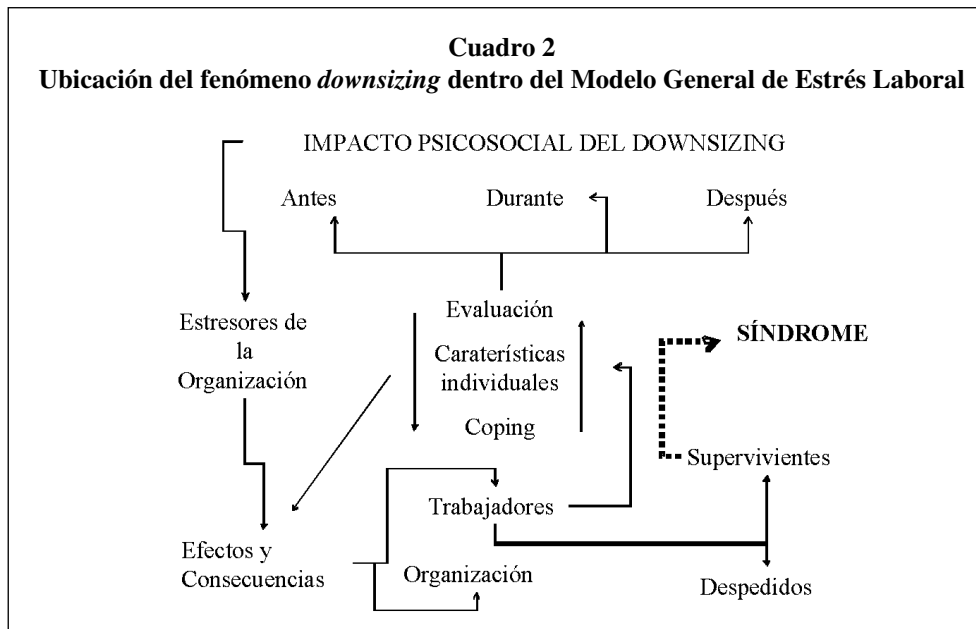 Cuadro 2
Ubicación del fenómeno downsizing dentro del Modelo General de Estrés Laboral
IMPACTO PSICOSOCIAL DEL DOWNSIZING
Antes
Durante
Después
Evaluación
Estresores de
la
Organización
Caraterísticas
individuales
Coping
SÍNDROME
Supervivientes
Trabajadores
Efectos y
Consecuencias
Organización
Despedidos